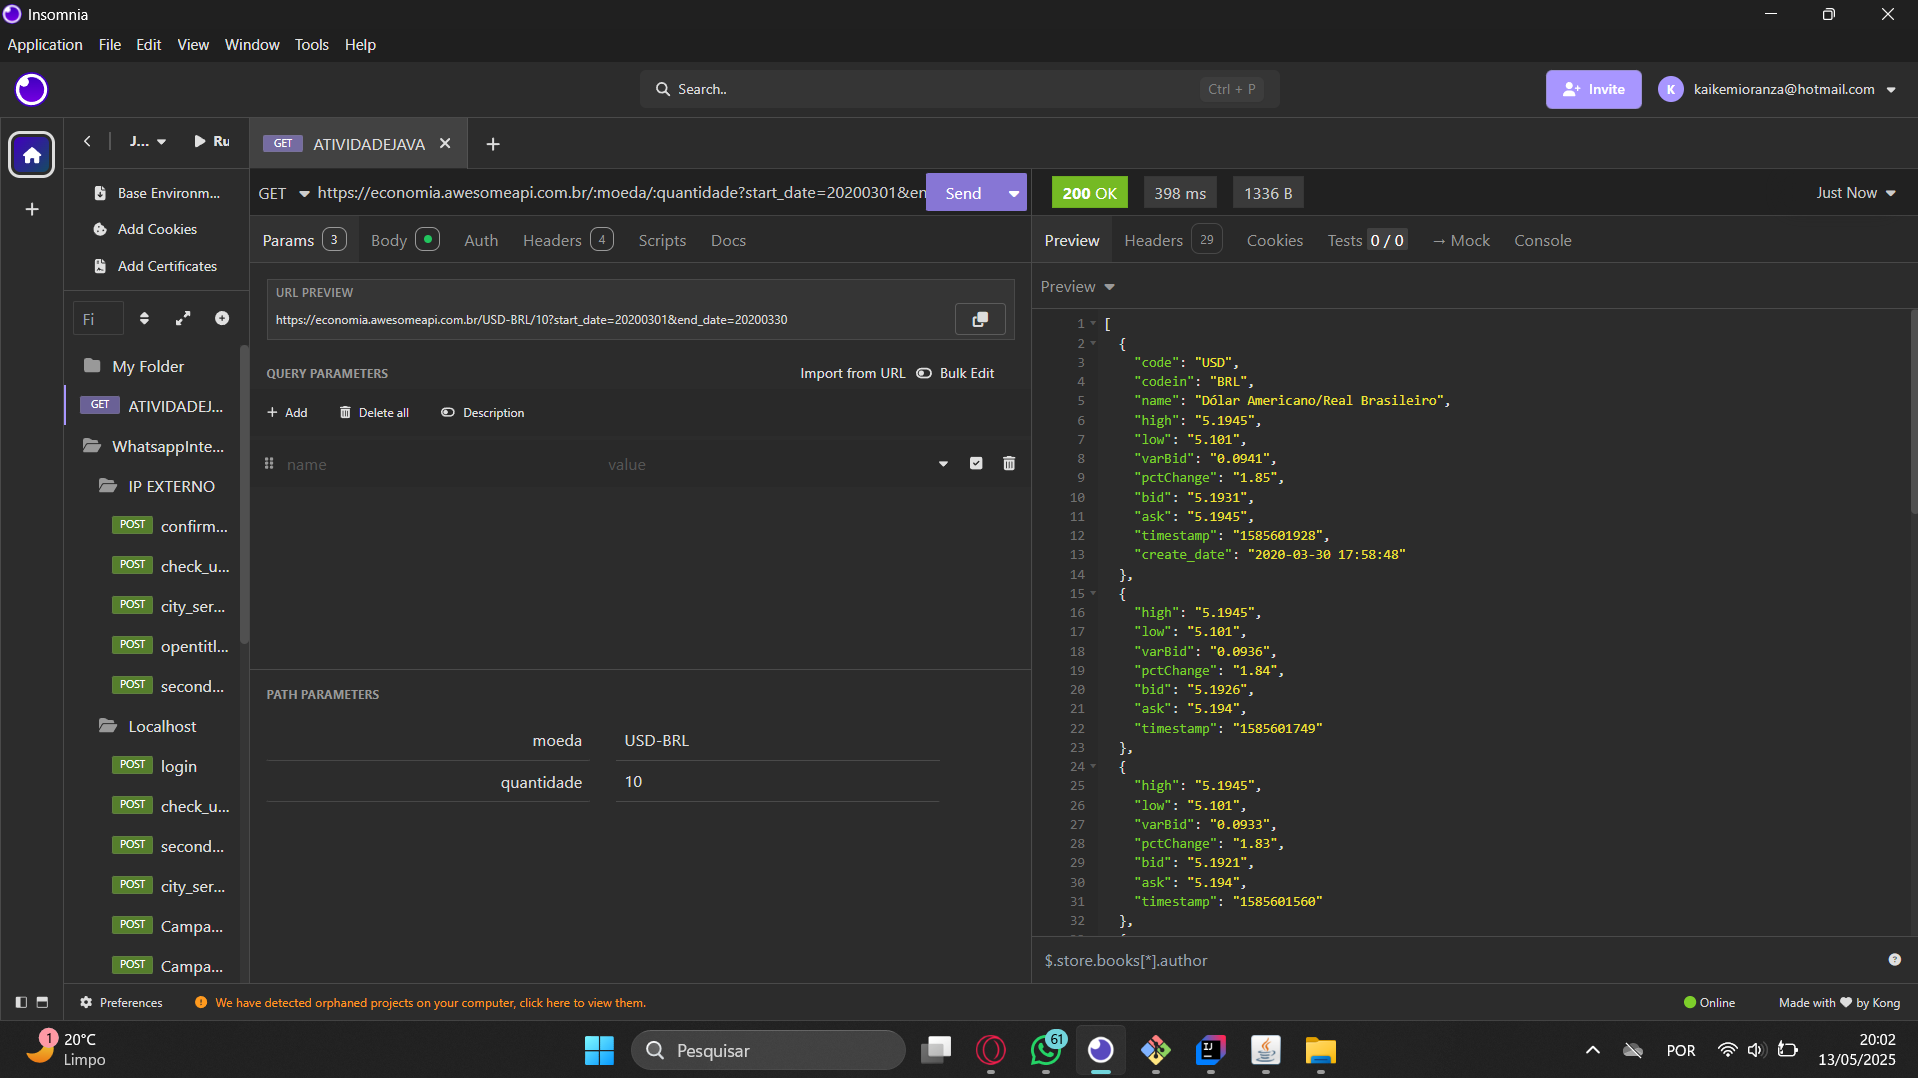 Insomnia
Application File Edit View Window Tools Help
Search.. Ctrl + P
Invite
K kaikemioranza@hotmail.com
J... Ru
GET ATIVIDADEJAVA
Base Environm...
Add Cookies
Add Certificates
Fi
My Folder
GET ATIVIDADEJ...
WhatsappInte...
IP EXTERNO
POST confirm...
POST check_u...
POST city_ser...
POST opentitl...
POST second...
Localhost
POST login
POST check_u...
POST second...
POST city_ser...
POST Campa...
POST Campa...
GET https://economia.awesomeapi.com.br/:moeda/:quantidade?start_date=20200301&en
Send
Params 3 Body Auth Headers 4 Scripts Docs
URL PREVIEW
https://economia.awesomeapi.com.br/USD-BRL/10?start_date=20200301&end_date=20200330
QUERY PARAMETERS Import from URL Bulk Edit
Add Delete all Description
name value
PATH PARAMETERS
moeda USD-BRL
quantidade 10
200 OK 398 ms 1336 B Just Now
Preview Headers 29 Cookies Tests 0 / 0 → Mock Console
Preview
1 [
2 {
3 "code": "USD",
4 "codein": "BRL",
5 "name": "Dólar Americano/Real Brasileiro",
6 "high": "5.1945",
7 "low": "5.101",
8 "varBid": "0.0941",
9 "pctChange": "1.85",
10 "bid": "5.1931",
11 "ask": "5.1945",
12 "timestamp": "1585601928",
13 "create_date": "2020-03-30 17:58:48"
14 },
15 {
16 "high": "5.1945",
17 "low": "5.101",
18 "varBid": "0.0936",
19 "pctChange": "1.84",
20 "bid": "5.1926",
21 "ask": "5.194",
22 "timestamp": "1585601749"
23 },
24 {
25 "high": "5.1945",
26 "low": "5.101",
27 "varBid": "0.0933",
28 "pctChange": "1.83",
29 "bid": "5.1921",
30 "ask": "5.194",
31 "timestamp": "1585601560"
32 },
$.store.books[*].author
Preferences We have detected orphaned projects on your computer, click here to view them. Online Made with ♥ by Kong
1 20°C
Limpo
Pesquisar
61
IJ
POR
20:02
13/05/2025